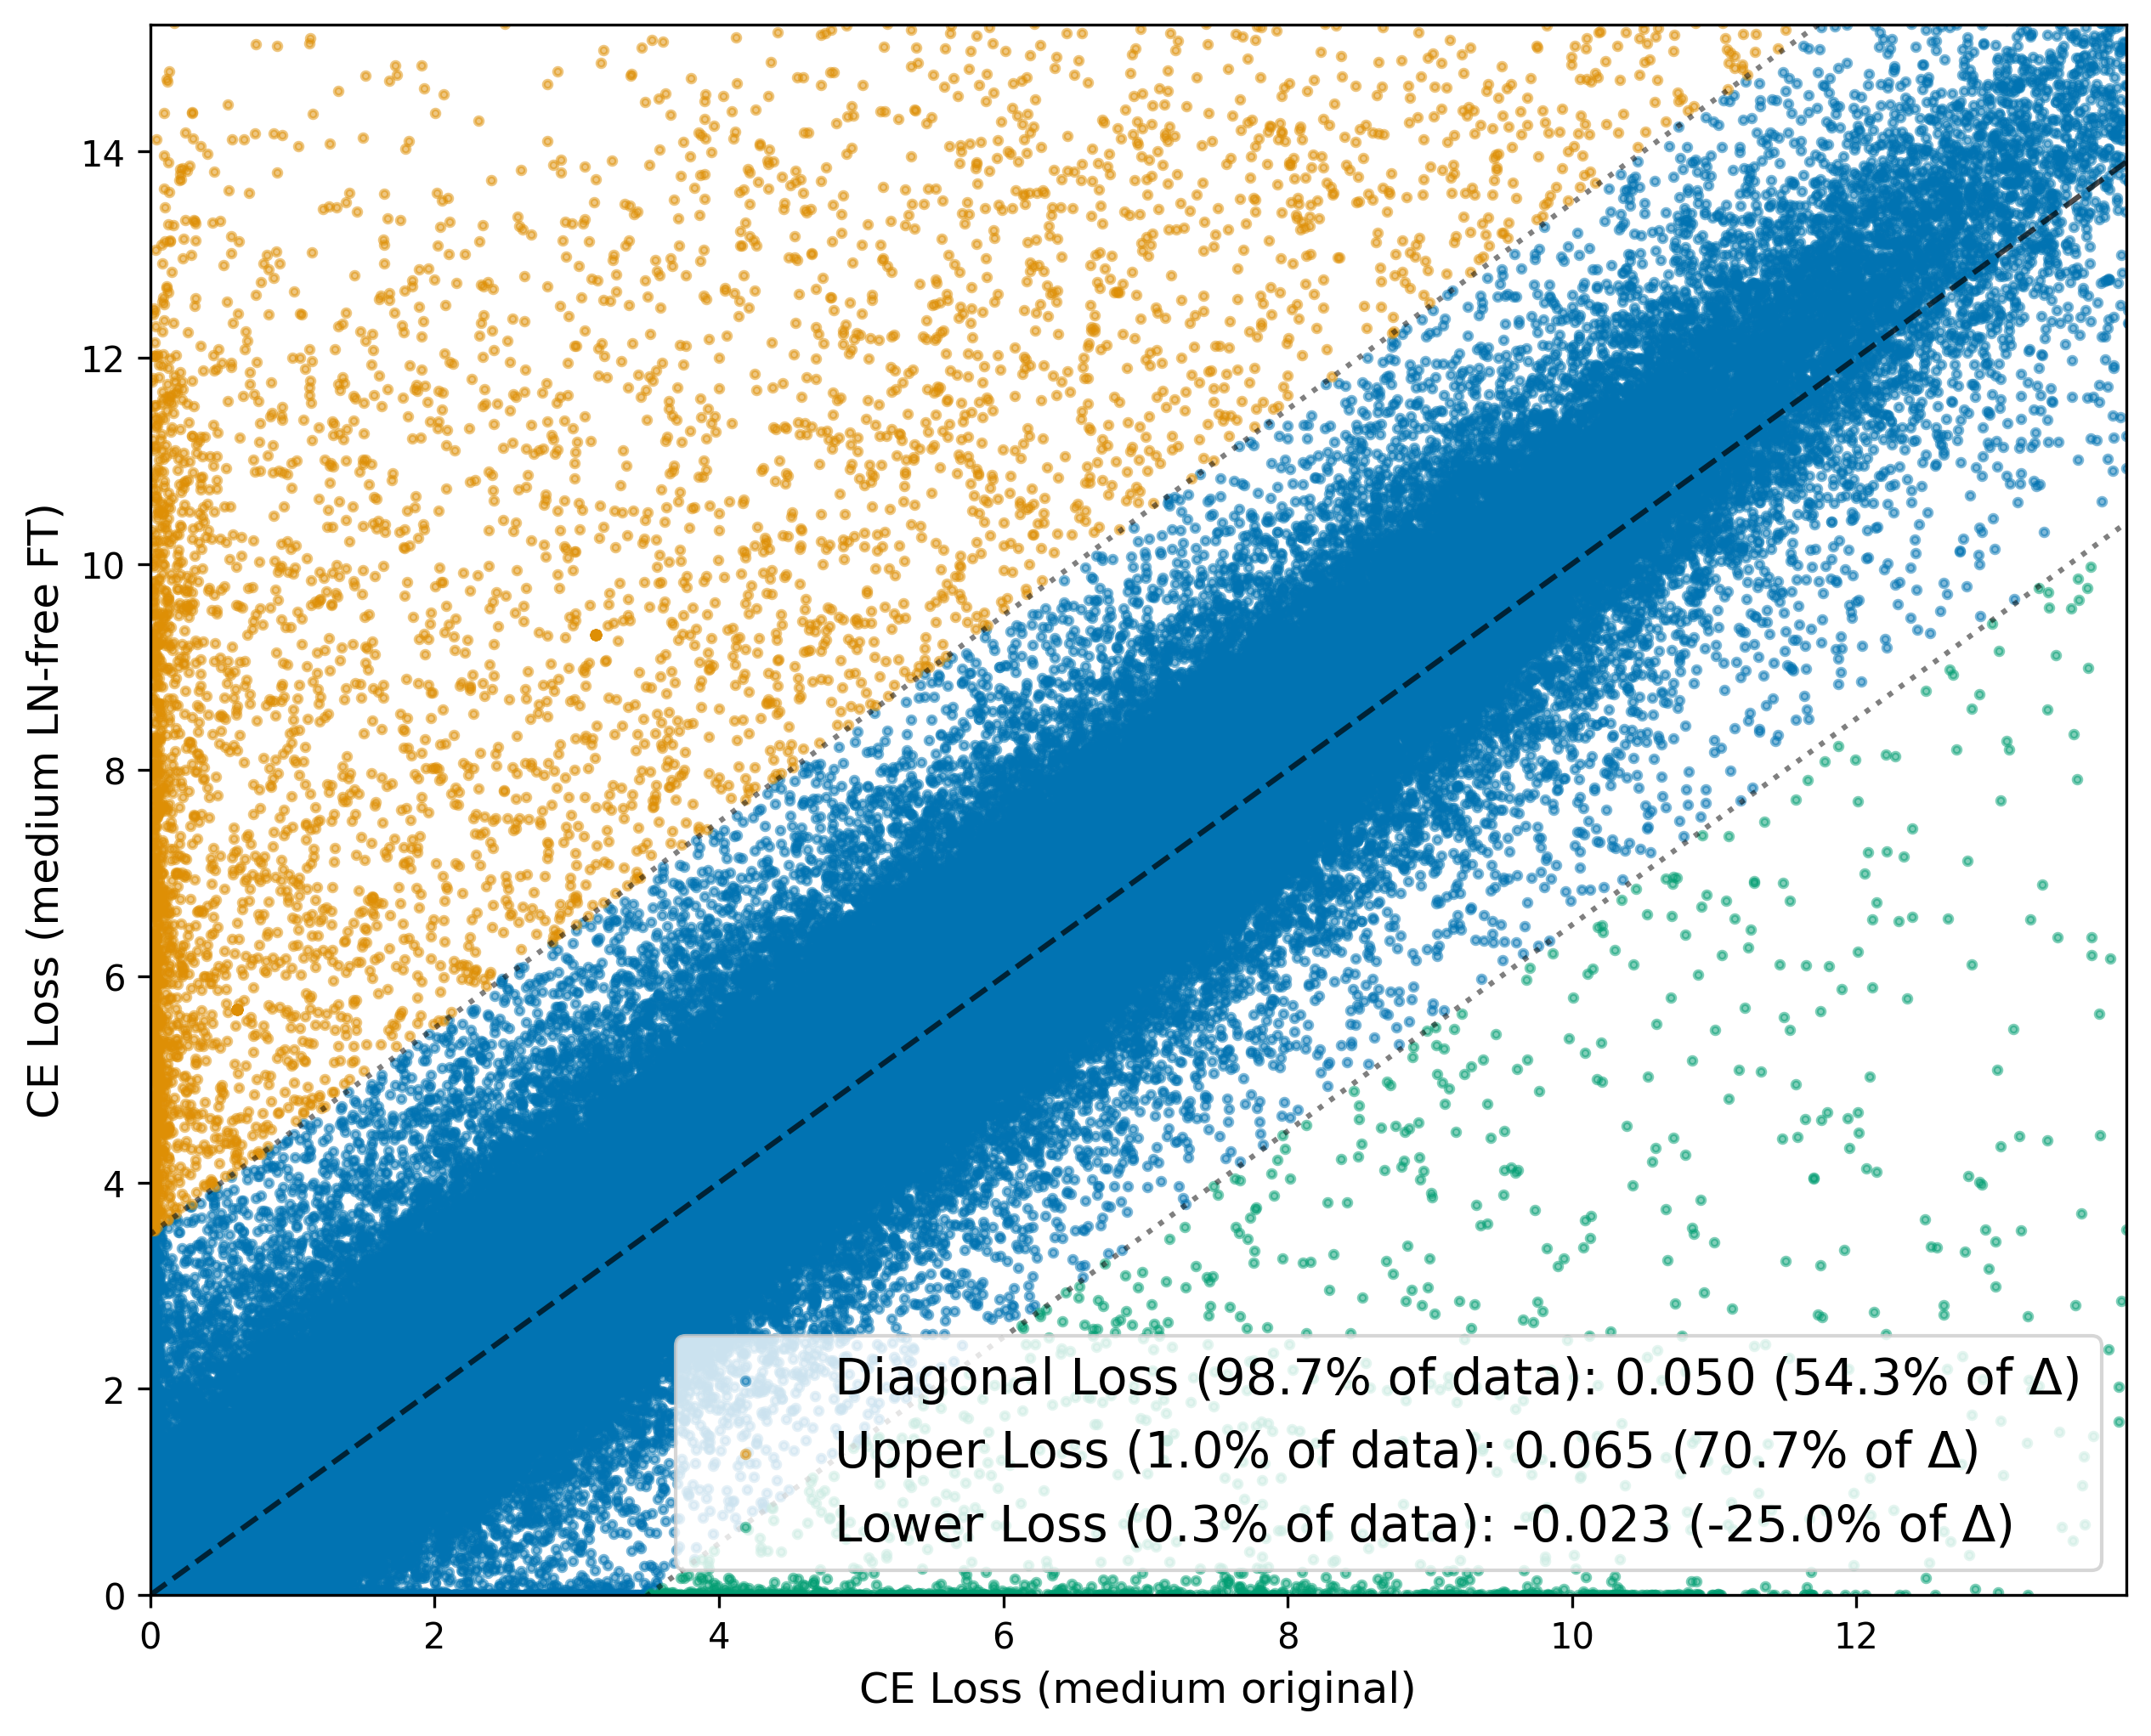 14
12
10
8
6
4
2
0
CE Loss (medium LN-free FT)
Diagonal Loss (98.7% of data): 0.050 (54.3% of Δ)
Upper Loss (1.0% of data): 0.065 (70.7% of Δ)
Lower Loss (0.3% of data): -0.023 (-25.0% of Δ)
0 2 4 6 8 10 12
CE Loss (medium original)